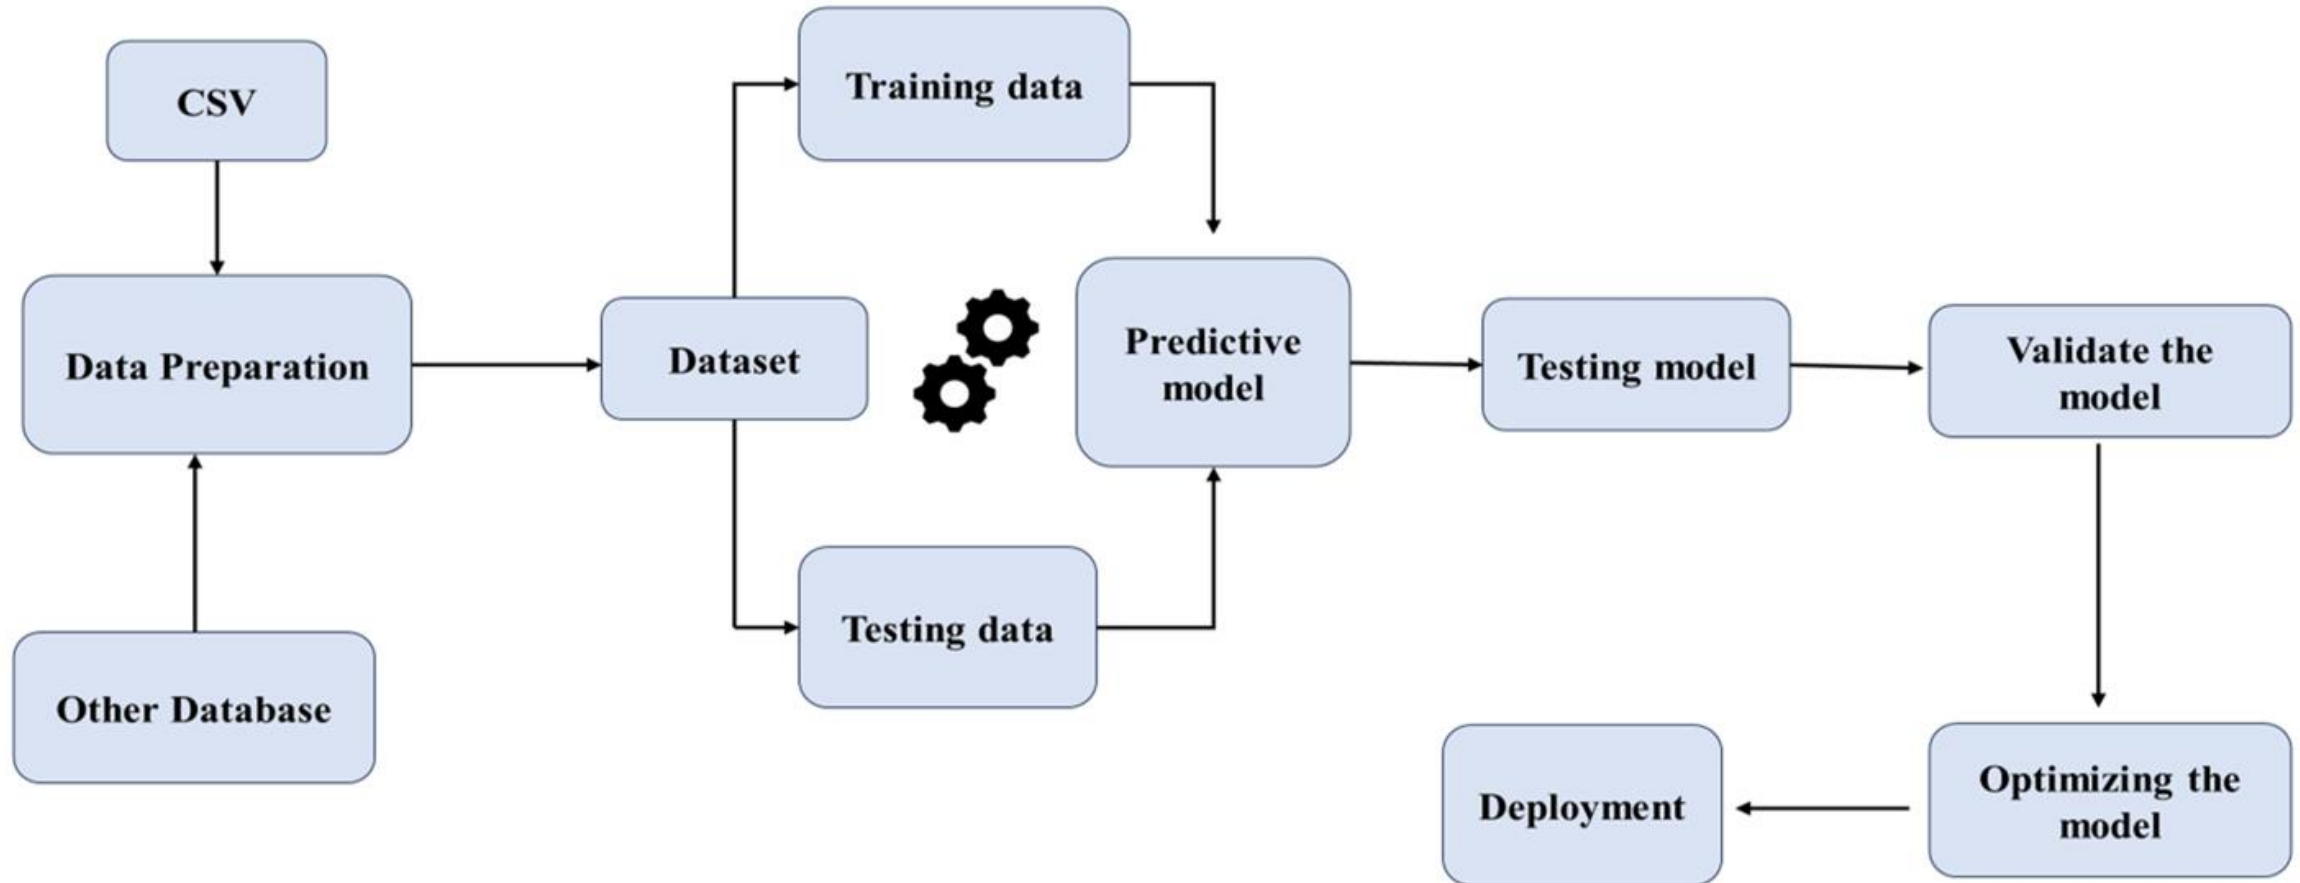 CSV
Data Preparation
Other Database
Dataset
Training data
Testing data
Predictive
model
Testing model
Validate the
model
Optimizing the
model
Deployment